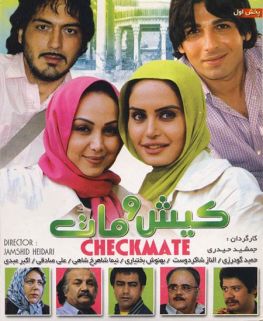 بخش اول
کیش و مات
CHECKMATE
DIRECTOR :
JAMSHID HEIDARI
کارگردان :
جمشید حیدری
حمید گودرزی / الناز شاکردوست / بهنوش بختیاری / نیما شاهرخ شاهی / علی صادقی / اکبر عبدی